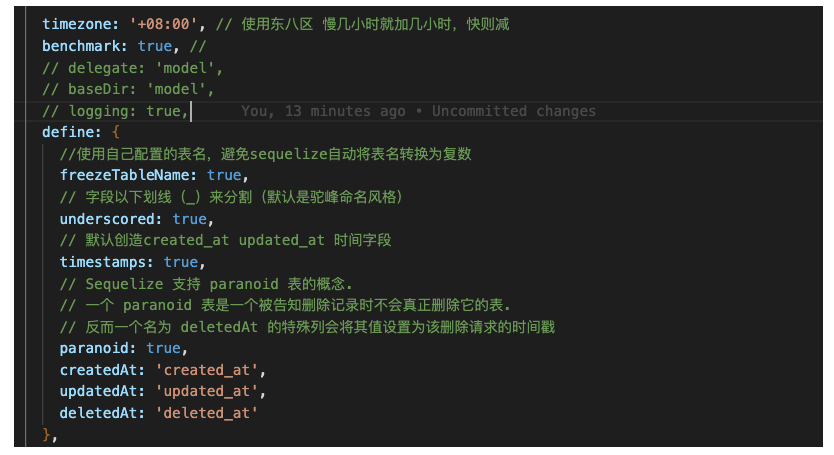 timezone: '+08:00', // 使用东八区 慢几小时就加几小时，快则减
benchmark: true, //
// delegate: 'model',
// baseDir: 'model',
// logging: true, You, 13 minutes ago • Uncommitted changes
define: {
//使用自己配置的表名，避免sequelize自动将表名转换为复数
freezeTableName: true,
// 字段以下划线（_）来分割（默认是驼峰命名风格）
underscored: true,
// 默认创造created_at updated_at 时间字段
timestamps: true,
// Sequelize 支持 paranoid 表的概念.
// 一个 paranoid 表是一个被告知删除记录时不会真正删除它的表.
// 反而一个名为 deletedAt 的特殊列会将其值设置为该删除请求的时间戳
paranoid: true,
createdAt: 'created_at',
updatedAt: 'updated_at',
deletedAt: 'deleted_at'
},